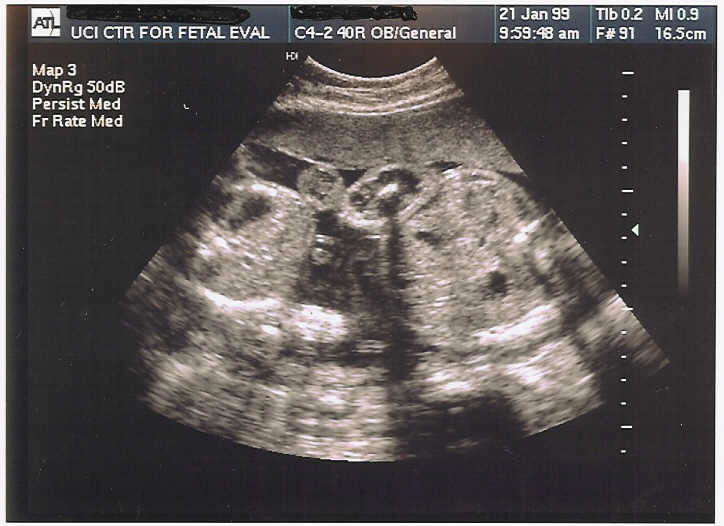 ATL
UCI CTR FOR FETAL EVAL
C4-2 40R OB/General
21 Jan 99
9:59:48 am
TIb 0.2 MI 0.9
F# 91 16.5cm
Map 3
DynRg 50dB
Persist Med
Fr Rate Med